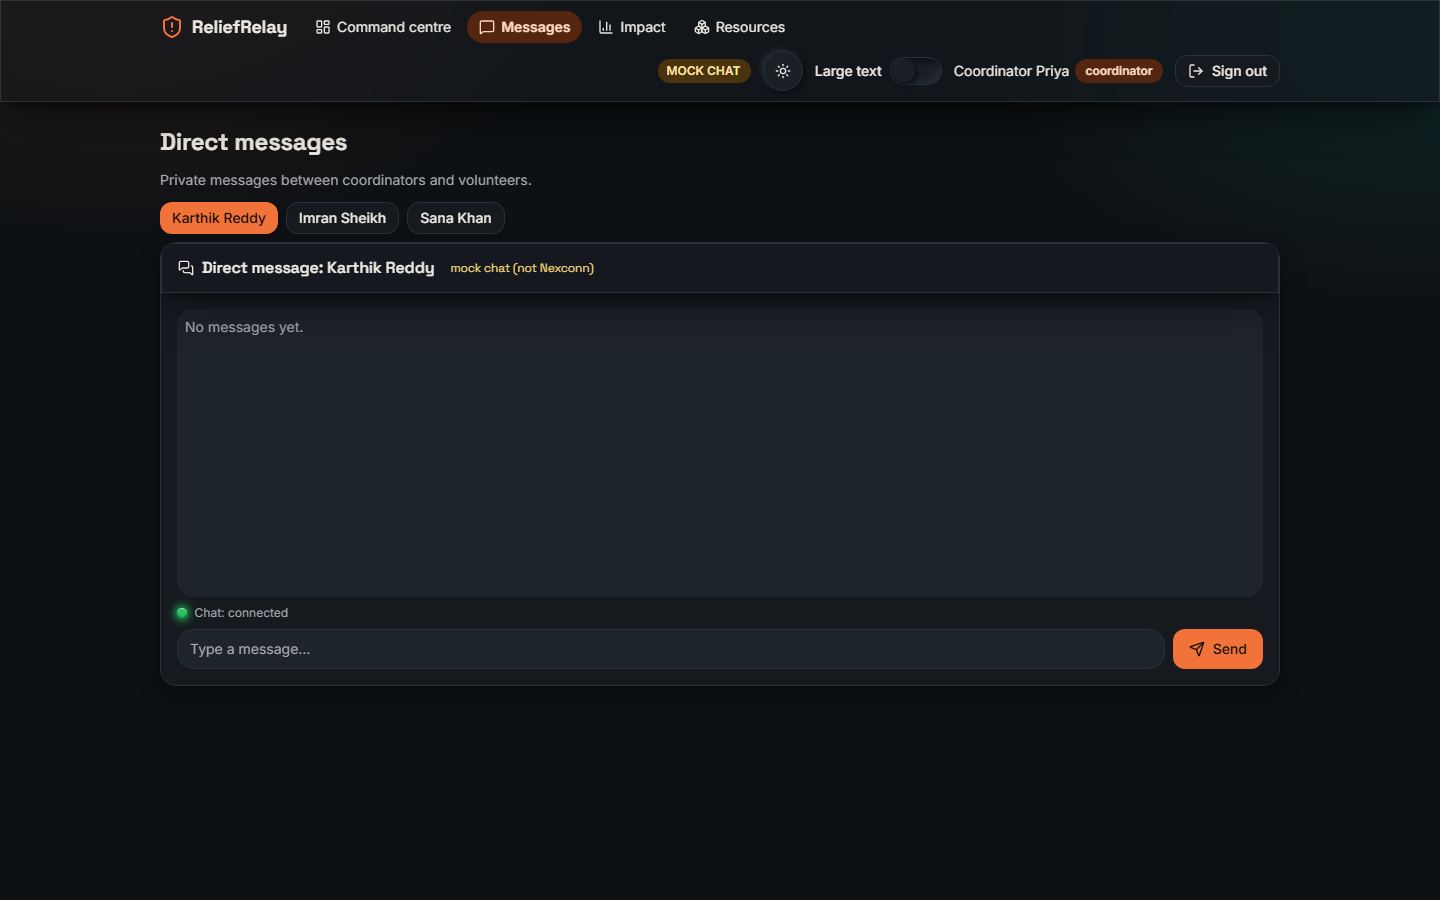 ReliefRelay Command centre Messages Impact Resources
MOCK CHAT Large text Coordinator Priya coordinator Sign out
Direct messages
Private messages between coordinators and volunteers.
Karthik Reddy Imran Sheikh Sana Khan
Direct message: Karthik Reddy mock chat (not Nexconn)
No messages yet.
Chat: connected
Type a message... Send